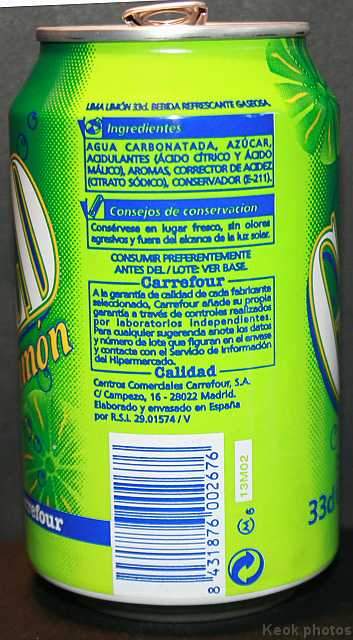 LIMA LIMÓN 33cl. BEBIDA REFRESCANTE GASEOSA.
Ingredientes
AGUA CARBONATADA, AZÚCAR,
ACIDULANTES (ÁCIDO CÍTRICO Y ÁCIDO
MÁLICO), AROMAS, CORRECTOR DE ACIDEZ
(CITRATO SÓDICO), CONSERVADOR (E-211).
Consejos de conservación
Consérvese en lugar fresco, sin olores
agresivos y fuera del alcance de la luz solar.
CONSUMIR PREFERENTEMENTE
ANTES DEL / LOTE: VER BASE.
Carrefour
A la garantía de calidad de cada fabricante
seleccionado, Carrefour añade su propia
garantía a través de controles realizados
por laboratorios independientes.
Para cualquier sugerencia anote los datos
y número de lote que figuran en el envase
y contacte con el Servicio de Información
del Hipermercado.
Calidad
Centros Comerciales Carrefour, S.A.
C/ Campezo, 16 - 28022 Madrid.
Elaborado y envasado en España
por R.S.I. 29.01574 / V
8 431876 002676
13M02
6
món
refour
33cl
Keok photos